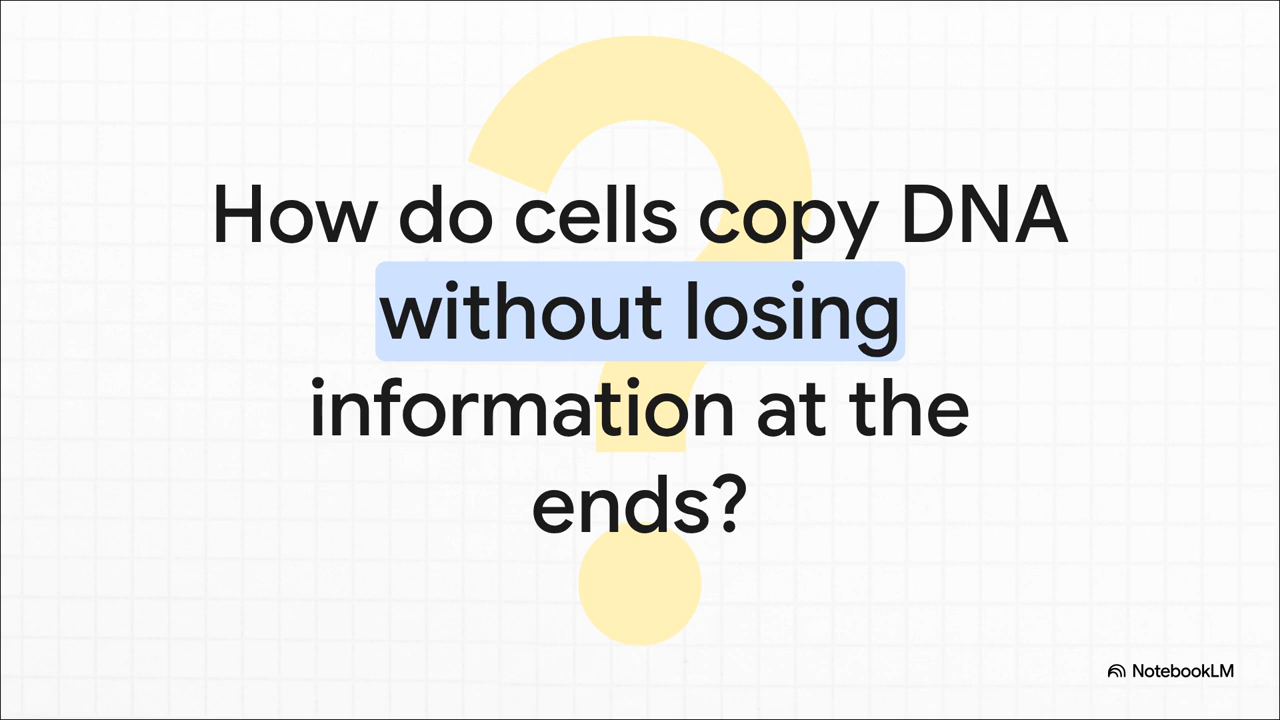 How do cells copy DNA
without losing
information at the
ends?
NotebookLM